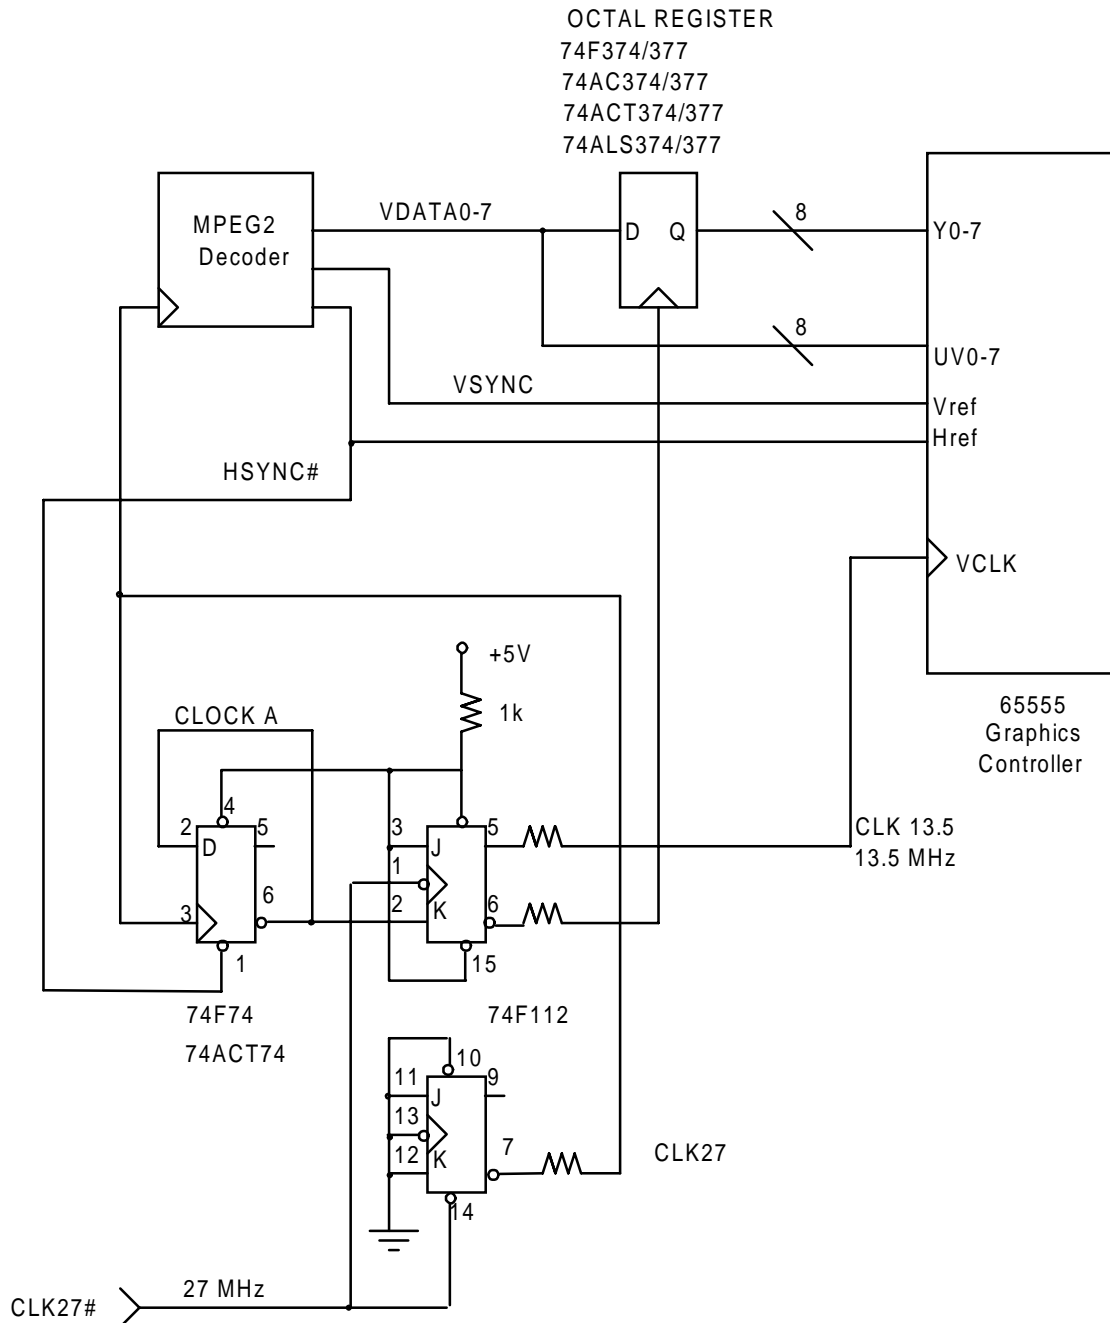 OCTAL REGISTER
74F374/377
74AC374/377
74ACT374/377
74ALS374/377
MPEG2
Decoder
VDATA0-7
D Q
8
Y0-7
8
UV0-7
VSYNC
Vref
Href
HSYNC#
VCLK
+5V
1k
65555
Graphics
Controller
CLOCK A
4
2
5
D
6
3
1
74F74
74ACT74
3
5
J
1
2
K
6
15
74F112
CLK 13.5
13.5 MHz
10
11
9
J
13
12
K
7
14
CLK27
27 MHz
CLK27#